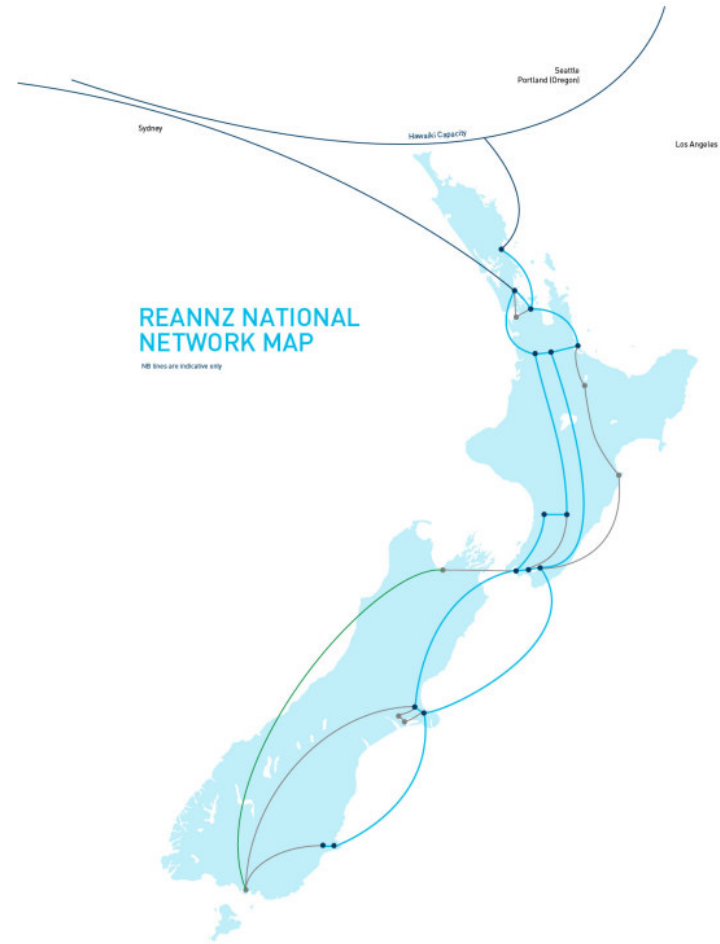 Seattle
Portland (Oregon)
Sydney
Hawaiki Capacity
Los Angeles
REANNZ NATIONAL
NETWORK MAP
NB lines are indicative only